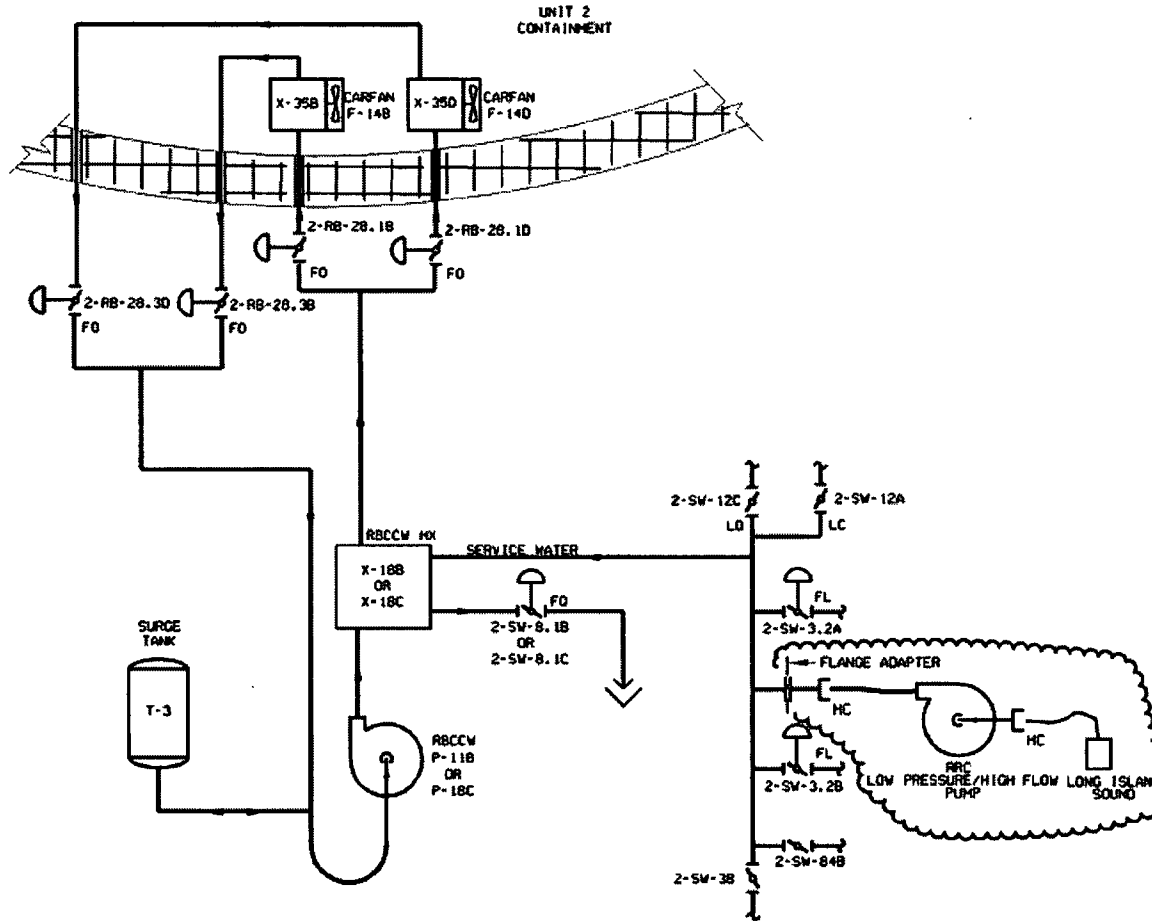 UNIT 2
CONTAINMENT
X-35B
CARFAN
F-14B
X-35D
CARFAN
F-14D
2-RB-28.1B
FO
2-RB-28.1D
FO
2-RB-28.3D
FO
2-RB-28.3B
FO
2-SW-12C
LO
2-SW-12A
LC
RBCCW HX
X-18B
OR
X-18C
SERVICE WATER
FO
2-SW-8.1B
OR
2-SW-8.1C
FL
2-SW-3.2A
FLANGE ADAPTER
HC
HC
SURGE
TANK
T-3
RBCCW
P-11B
OR
P-18C
FL
2-SW-3.2B
ARC
LOW PRESSURE/HIGH FLOW
PUMP
LONG ISLAN
SOUND
2-SW-84B
2-SW-3B